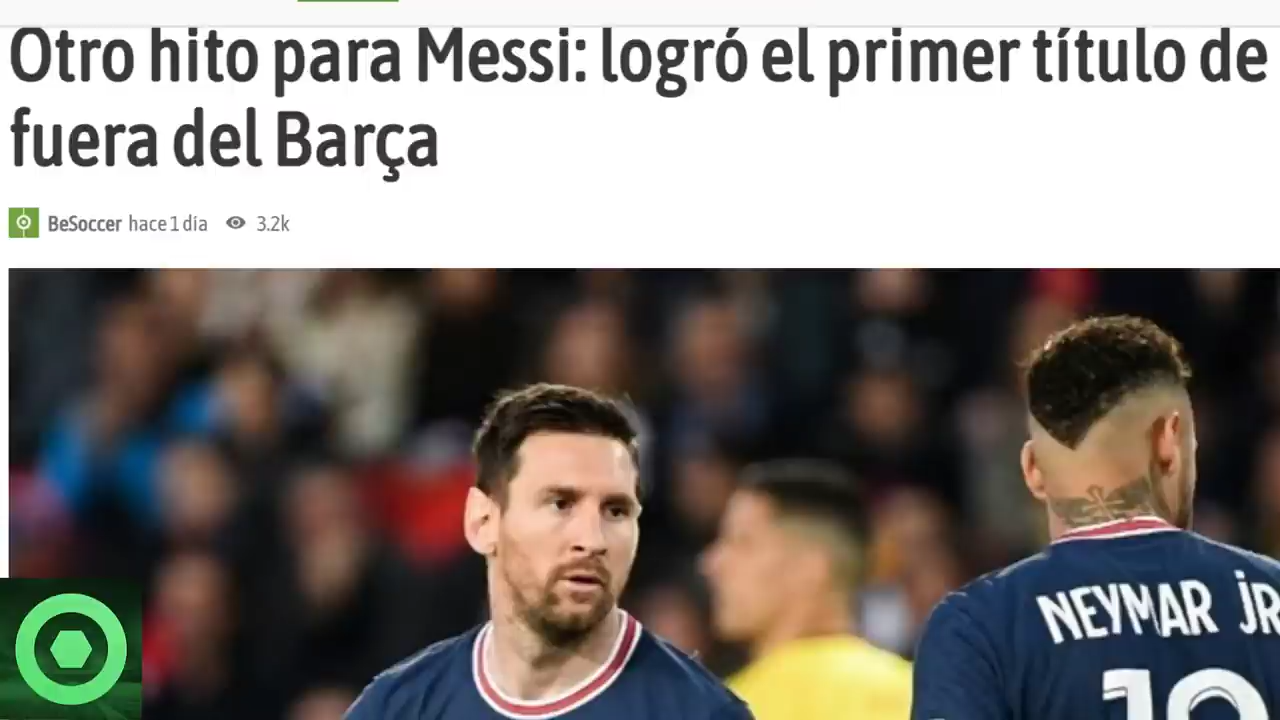 Otro hito para Messi: logró el primer título de
fuera del Barça
BeSoccer hace 1 día 3.2k
NEYMAR JR
10